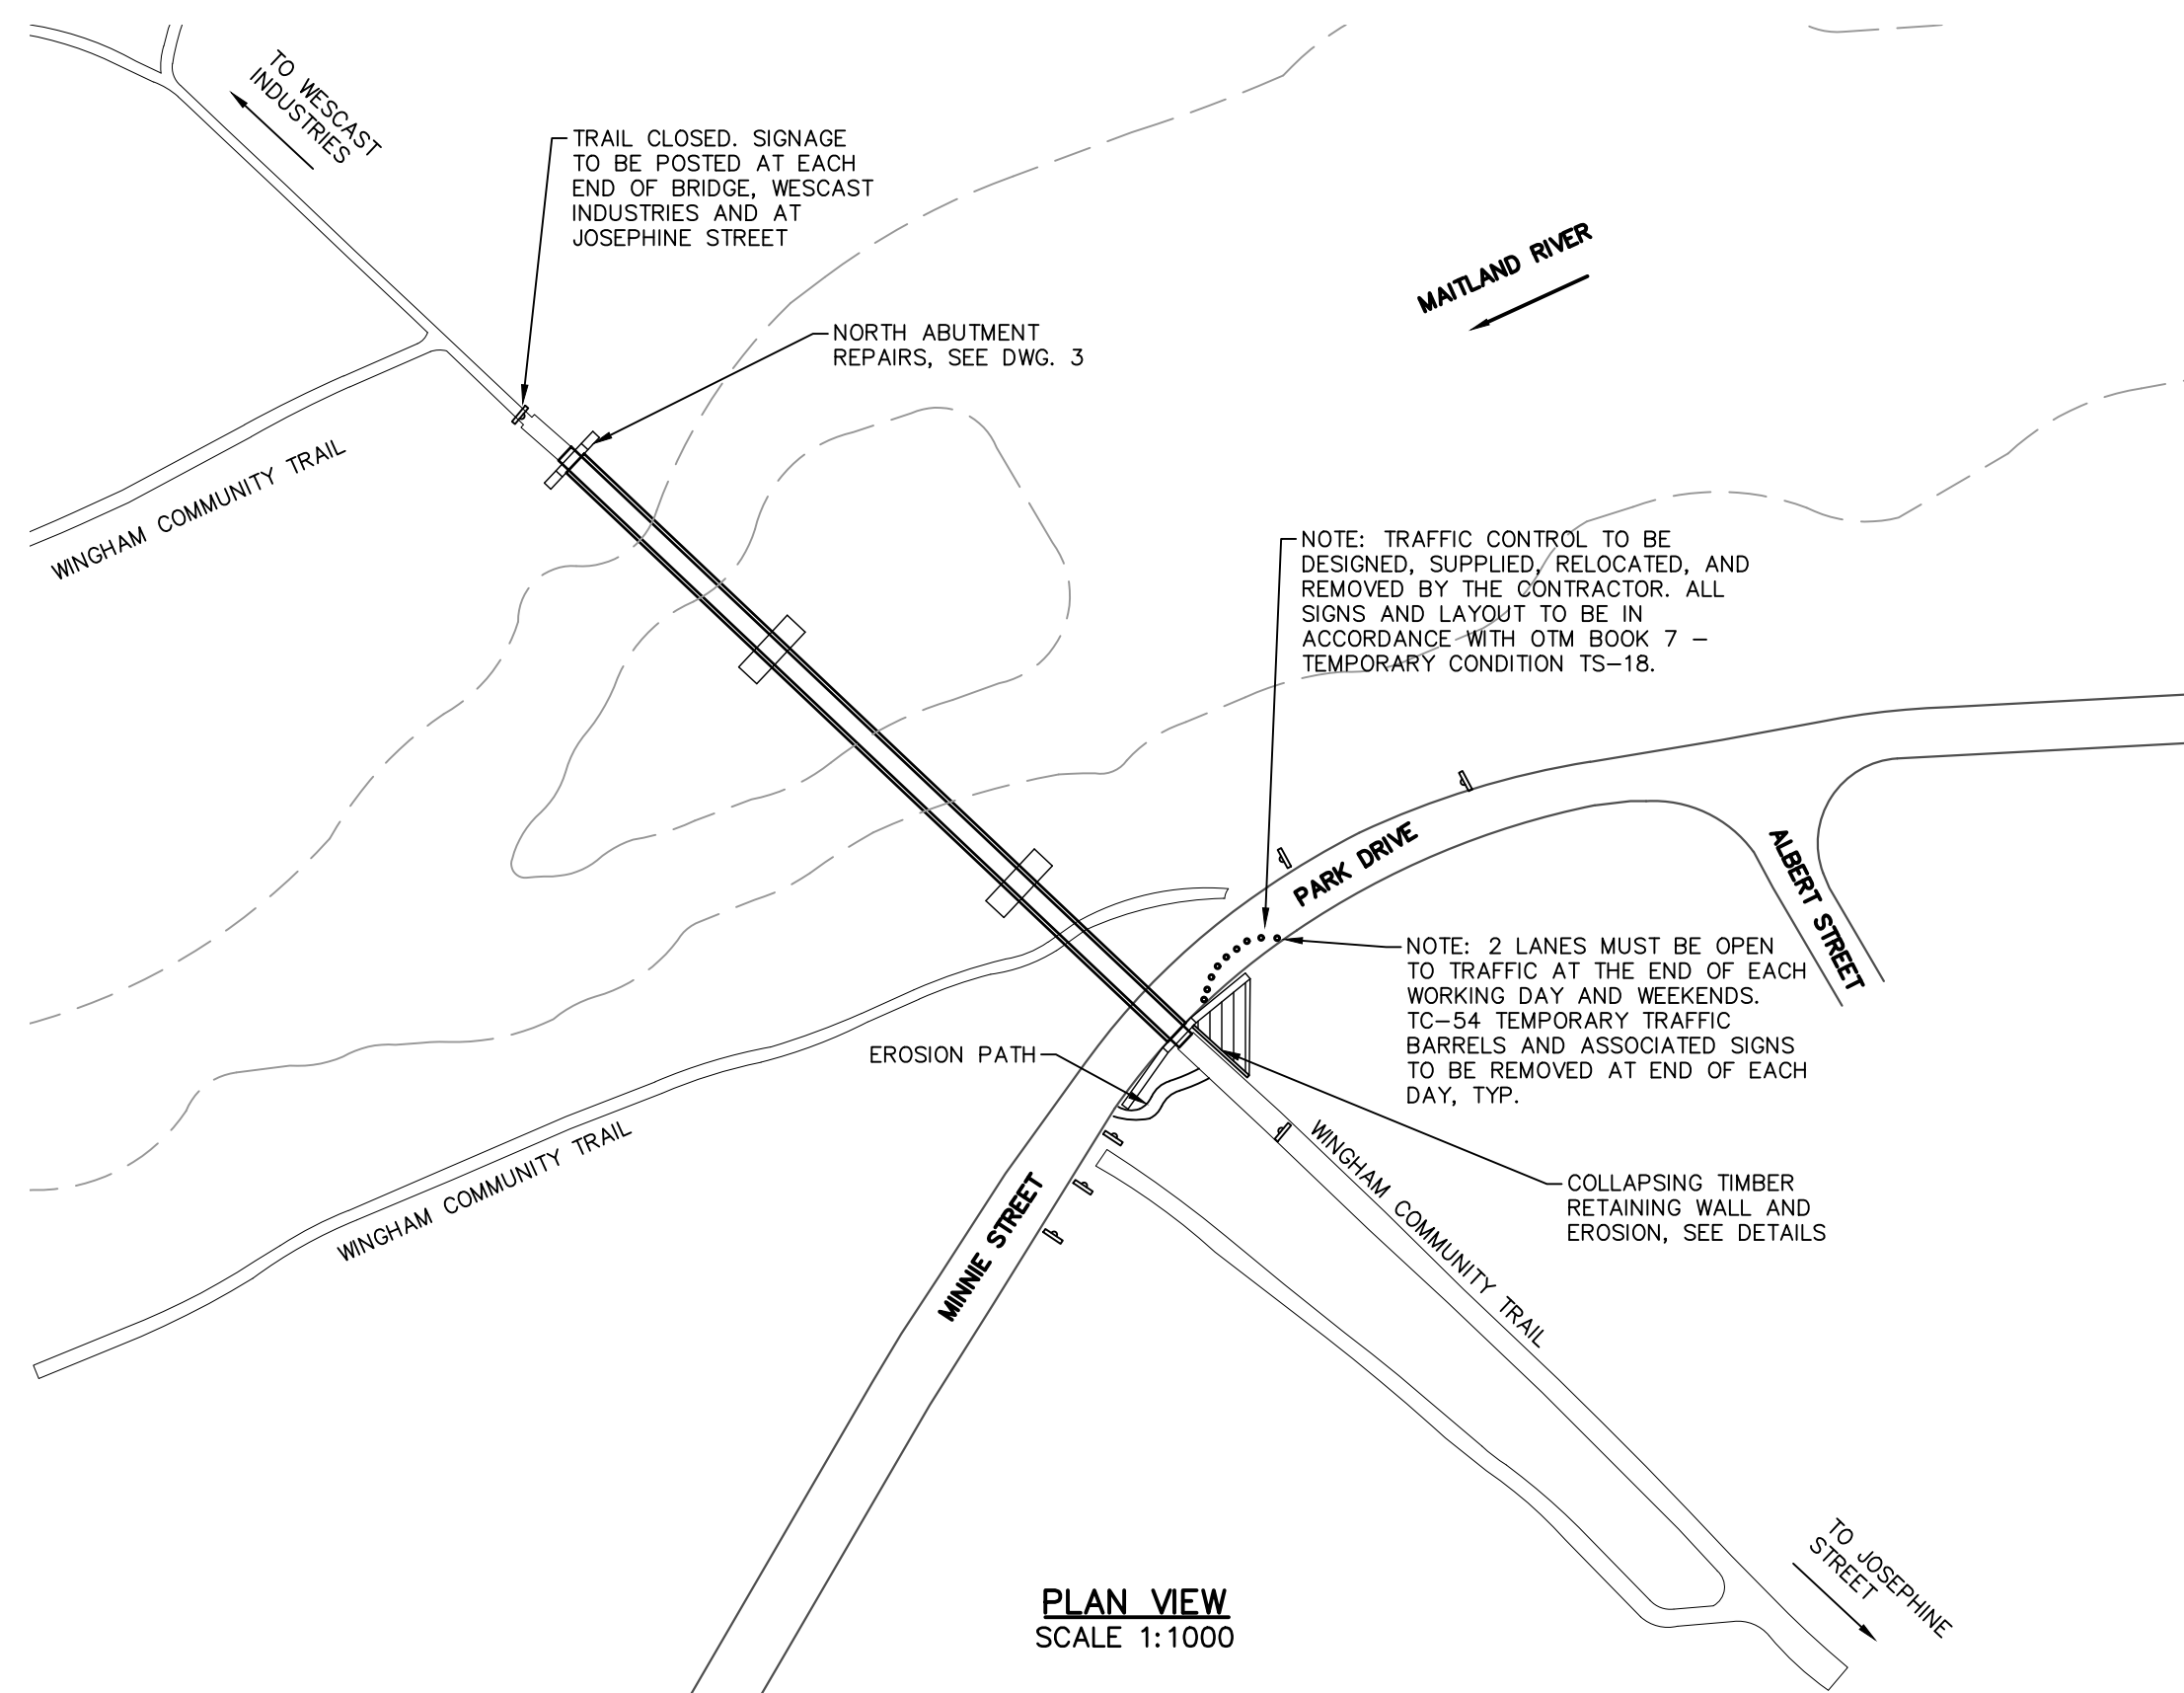 TO WESCAST
INDUSTRIES
TRAIL CLOSED. SIGNAGE
TO BE POSTED AT EACH
END OF BRIDGE, WESCAST
INDUSTRIES AND AT
JOSEPHINE STREET
MAITLAND RIVER
NORTH ABUTMENT
REPAIRS, SEE DWG. 3
WINGHAM COMMUNITY TRAIL
NOTE: TRAFFIC CONTROL TO BE
DESIGNED, SUPPLIED, RELOCATED, AND
REMOVED BY THE CONTRACTOR. ALL
SIGNS AND LAYOUT TO BE IN
ACCORDANCE WITH OTM BOOK 7 –
TEMPORARY CONDITION TS–18.
PARK DRIVE
ALBERT STREET
NOTE: 2 LANES MUST BE OPEN
TO TRAFFIC AT THE END OF EACH
WORKING DAY AND WEEKENDS.
TC–54 TEMPORARY TRAFFIC
BARRELS AND ASSOCIATED SIGNS
TO BE REMOVED AT END OF EACH
DAY, TYP.
EROSION PATH
WINGHAM COMMUNITY TRAIL
MINNIE STREET
WINGHAM COMMUNITY TRAIL
COLLAPSING TIMBER
RETAINING WALL AND
EROSION, SEE DETAILS
TO JOSEPHINE
STREET
PLAN VIEW
SCALE 1:1000